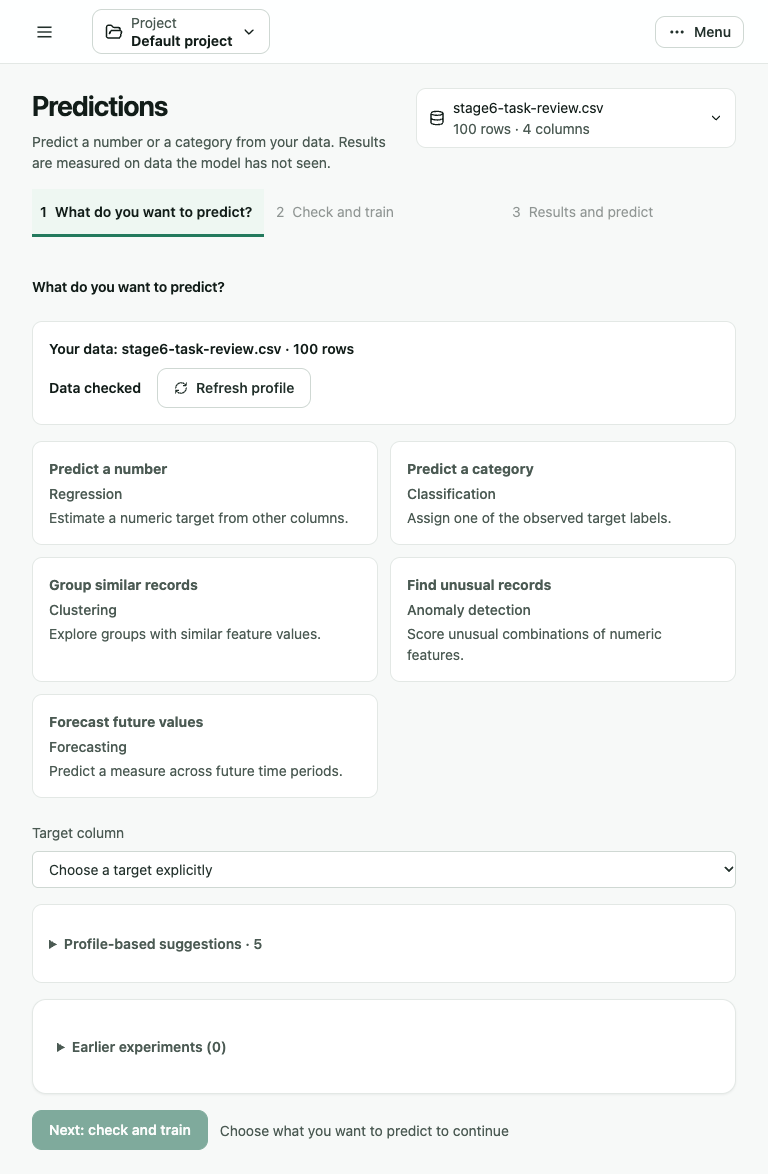 Project
Default project
Menu
Predictions
Predict a number or a category from your data. Results
are measured on data the model has not seen.
stage6-task-review.csv
100 rows · 4 columns
1 What do you want to predict?
2 Check and train
3 Results and predict
What do you want to predict?
Your data: stage6-task-review.csv · 100 rows
Data checked
Refresh profile
Predict a number
Regression
Estimate a numeric target from other columns.
Predict a category
Classification
Assign one of the observed target labels.
Group similar records
Clustering
Explore groups with similar feature values.
Find unusual records
Anomaly detection
Score unusual combinations of numeric
features.
Forecast future values
Forecasting
Predict a measure across future time periods.
Target column
Choose a target explicitly
Profile-based suggestions · 5
Earlier experiments (0)
Next: check and train
Choose what you want to predict to continue